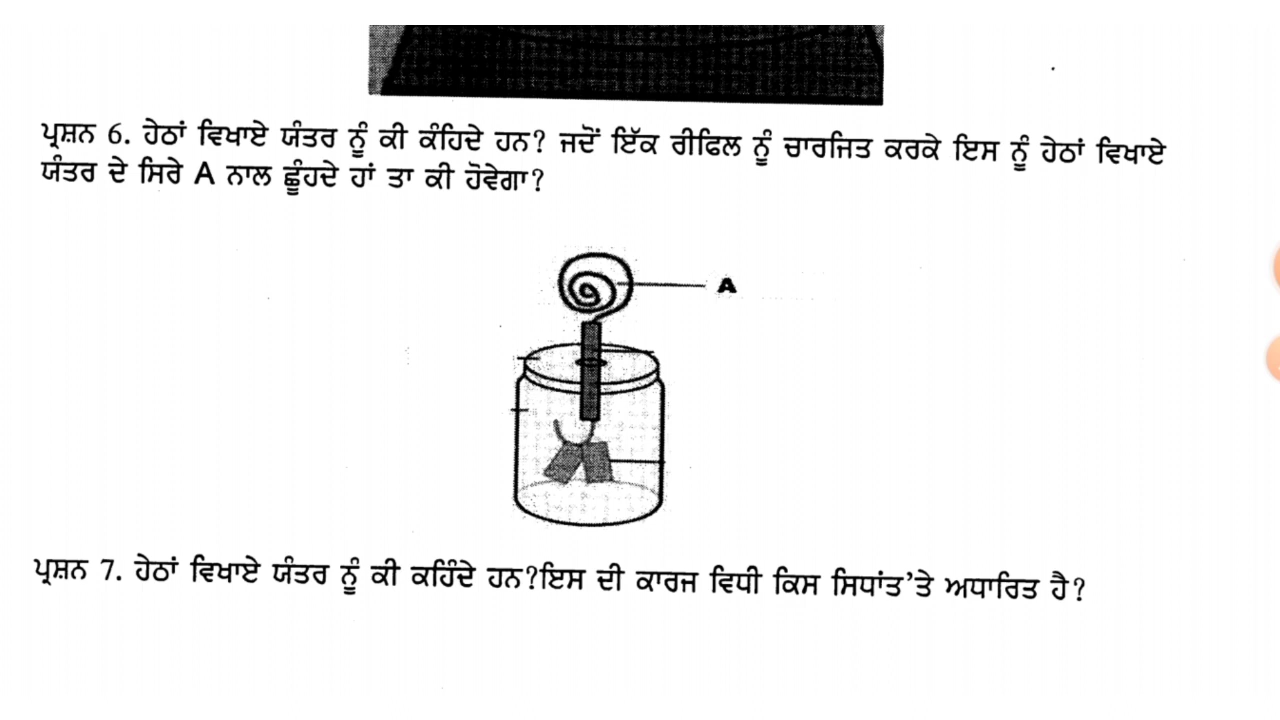 ਪ੍ਰਸ਼ਨ 6. ਹੇਠਾਂ ਵਿਖਾਏ ਯੰਤਰ ਨੂੰ ਕੀ ਕੰਹਿਦੇ ਹਨ? ਜਦੋਂ ਇੱਕ ਰੀਫਿਲ ਨੂੰ ਚਾਰਜਿਤ ਕਰਕੇ ਇਸ ਨੂੰ ਹੇਠਾਂ ਵਿਖਾਏ
ਯੰਤਰ ਦੇ ਸਿਰੇ A ਨਾਲ ਛੂੰਹਦੇ ਹਾਂ ਤਾ ਕੀ ਹੋਵੇਗਾ?
A
ਪ੍ਰਸ਼ਨ 7. ਹੇਠਾਂ ਵਿਖਾਏ ਯੰਤਰ ਨੂੰ ਕੀ ਕਹਿੰਦੇ ਹਨ?ਇਸ ਦੀ ਕਾਰਜ ਵਿਧੀ ਕਿਸ ਸਿਧਾਂਤ’ਤੇ ਅਧਾਰਿਤ ਹੈ?